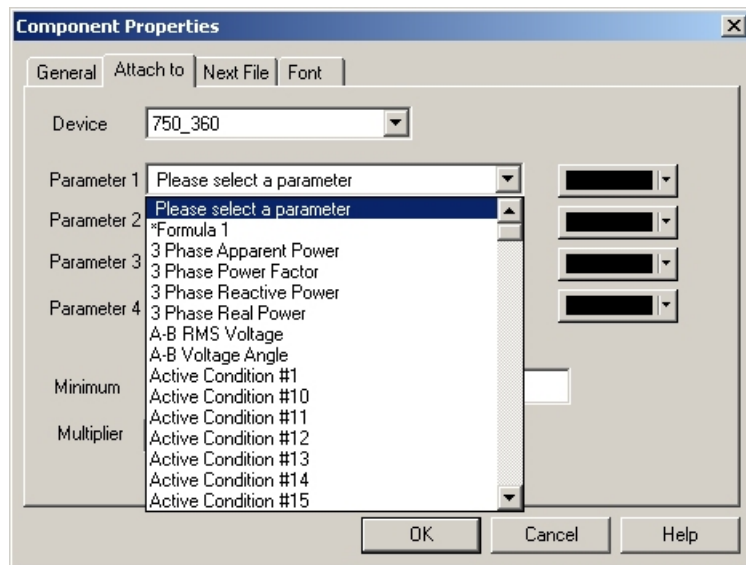 Component Properties
General Attach to Next File Font
Device 750_360
Parameter 1 Please select a parameter
Please select a parameter
Parameter 2
*Formula 1
3 Phase Apparent Power
Parameter 3
3 Phase Power Factor
3 Phase Reactive Power
Parameter 4
3 Phase Real Power
A-B RMS Voltage
A-B Voltage Angle
Active Condition #1
Minimum
Active Condition #10
Active Condition #11
Multiplier
Active Condition #12
Active Condition #13
Active Condition #14
Active Condition #15
OK Cancel Help